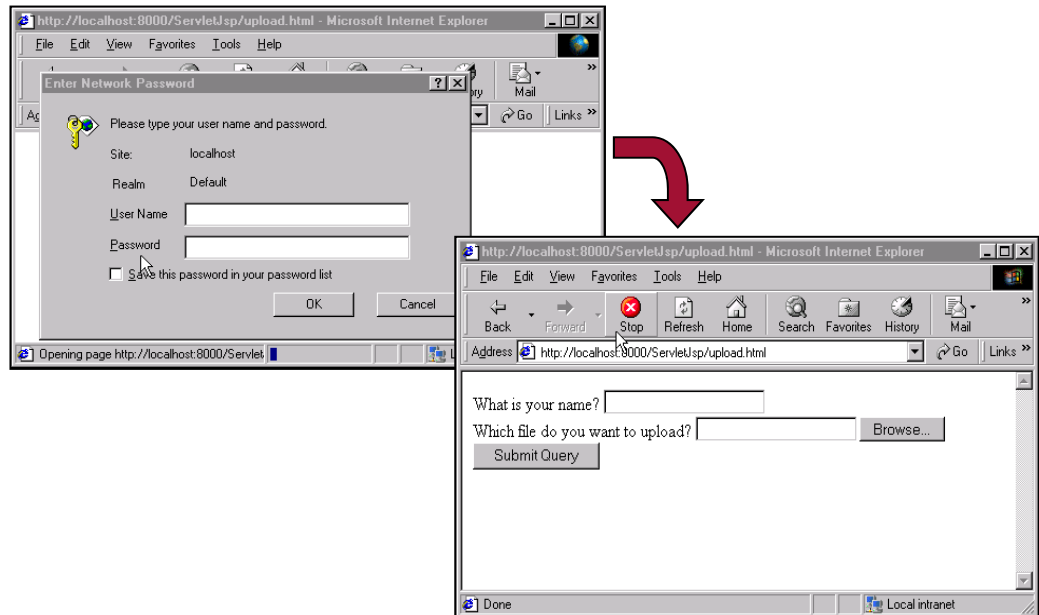 http://localhost:8000/ServletJsp/upload.html - Microsoft Internet Explorer
File Edit View Favorites Tools Help
Enter Network Password
Mail
Go Links »
Please type your user name and password.
Site: localhost
Realm Default
User Name
Password
Save this password in your password list
OK Cancel
Opening page http://localhost:8000/Servlet
http://localhost:8000/ServletJsp/upload.html - Microsoft Internet Explorer
File Edit View Favorites Tools Help
Back Forward Stop Refresh Home Search Favorites History Mail »
Address http://localhost:8000/ServletJsp/upload.html Go Links »
What is your name?
Which file do you want to upload? Browse...
Submit Query
Done Local intranet